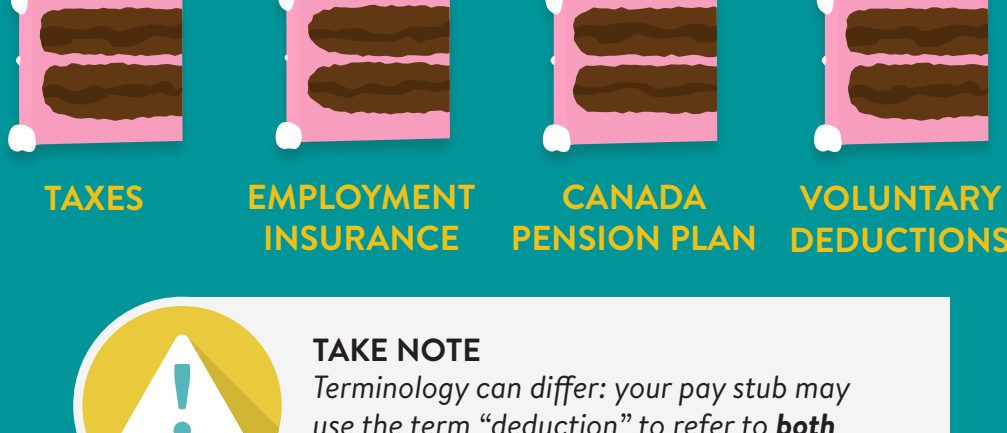 TAXES
EMPLOYMENT
INSURANCE
CANADA
PENSION PLAN
VOLUNTARY
DEDUCTIONS
TAKE NOTE
Terminology can differ: your pay stub may
use the term “deduction” to refer to both